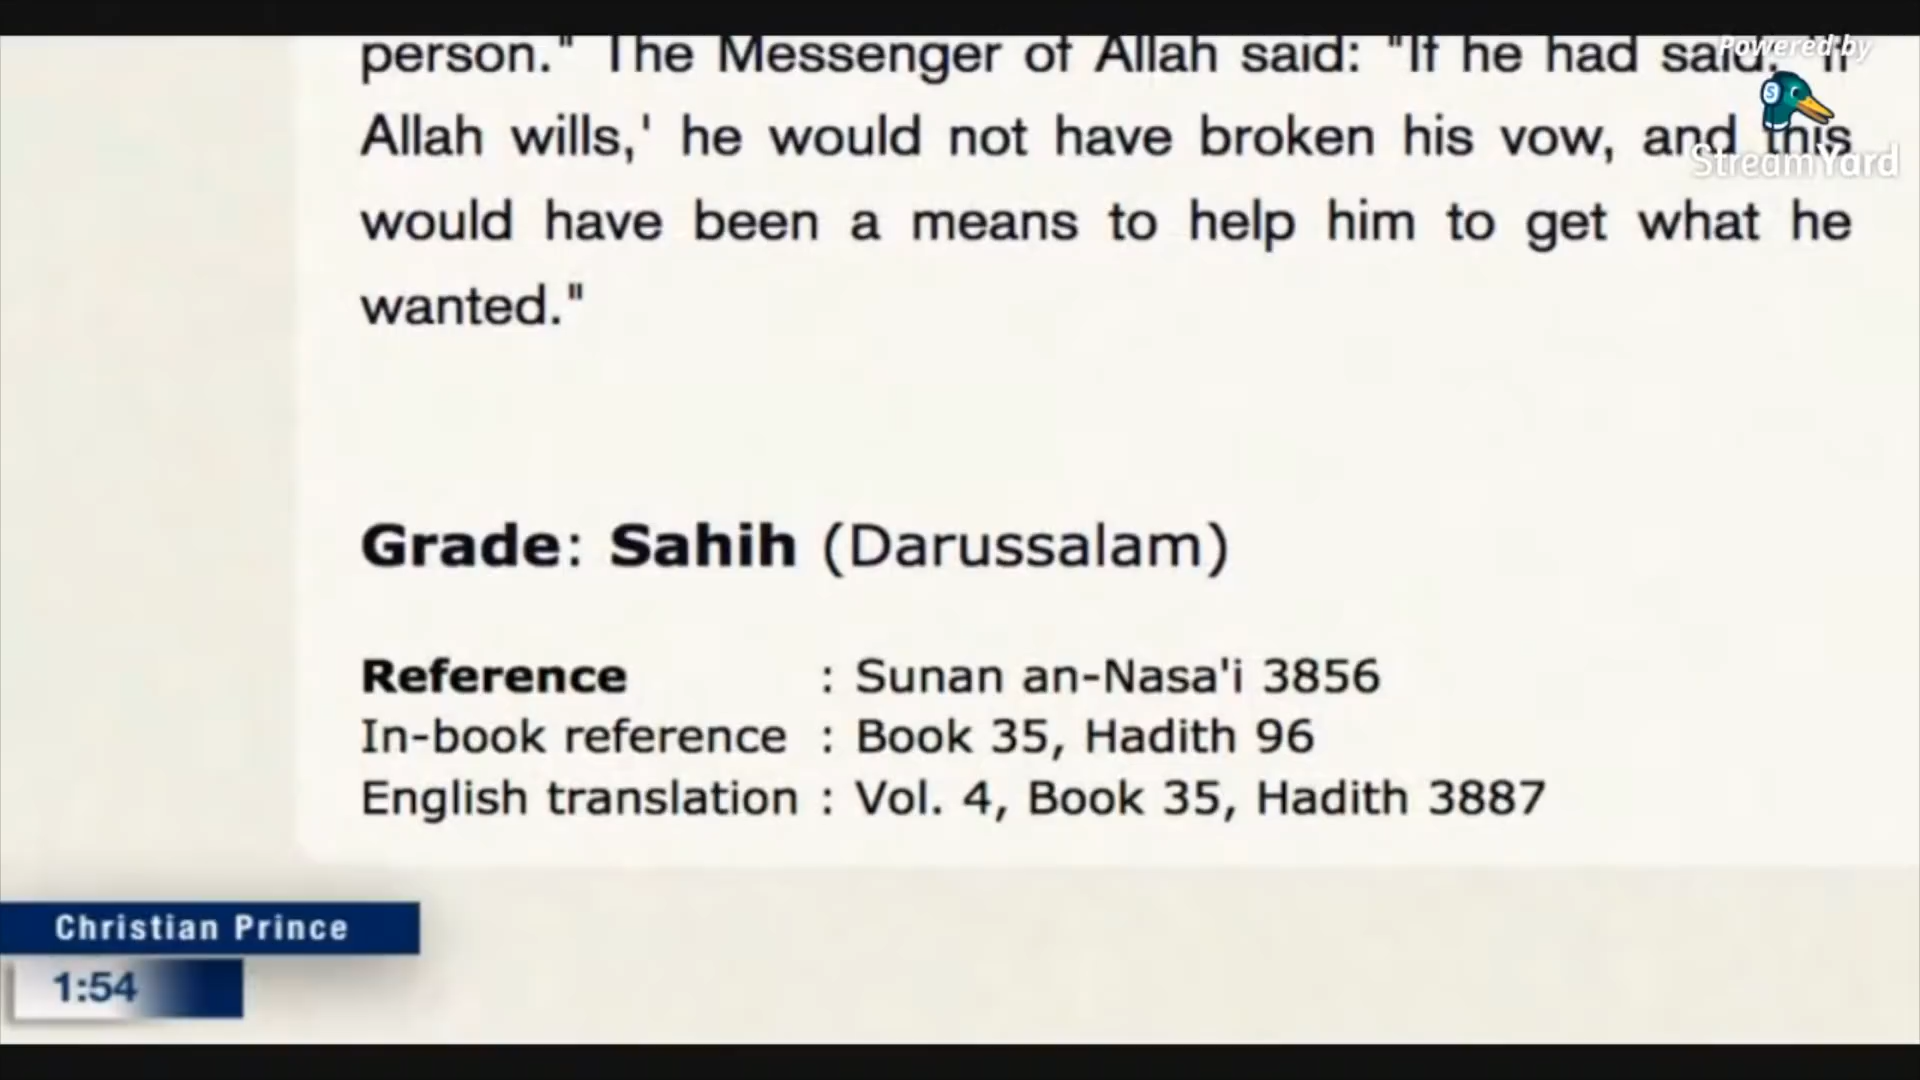 person." The Messenger of Allah said: "If he had said: 'If
Allah wills,' he would not have broken his vow, and this
would have been a means to help him to get what he
wanted."
Grade: Sahih (Darussalam)
Reference : Sunan an-Nasa'i 3856
In-book reference : Book 35, Hadith 96
English translation : Vol. 4, Book 35, Hadith 3887
Powered by
StreamYard
Christian Prince
1:54